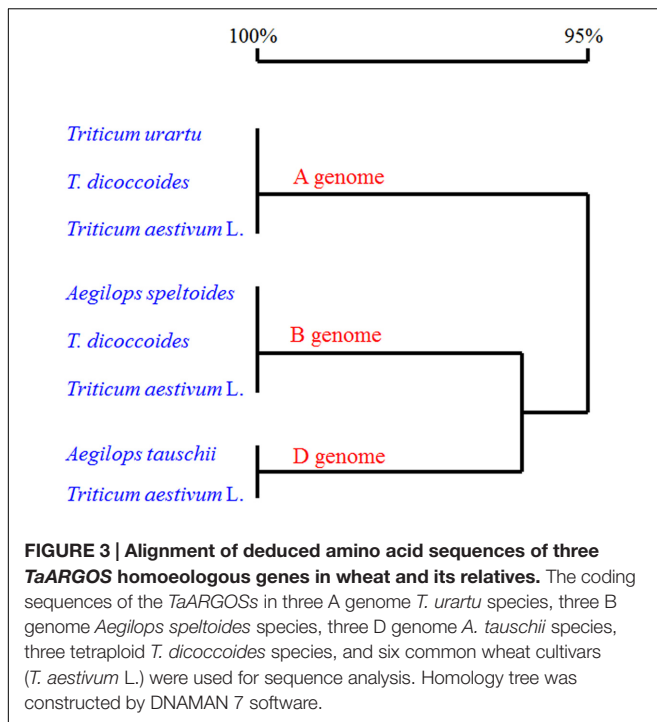 100% 95%
Triticum urartu
T. dicoccoides
A genome
Triticum aestivum L.
Aegilops speltoides
T. dicoccoides
B genome
Triticum aestivum L.
Aegilops tauschii
D genome
Triticum aestivum L.
FIGURE 3 | Alignment of deduced amino acid sequences of three
TaARGOS homoeologous genes in wheat and its relatives. The coding
sequences of the TaARGOSs in three A genome T. urartu species, three B
genome Aegilops speltoides species, three D genome A. tauschii species,
three tetraploid T. dicoccoides species, and six common wheat cultivars
(T. aestivum L.) were used for sequence analysis. Homology tree was
constructed by DNAMAN 7 software.